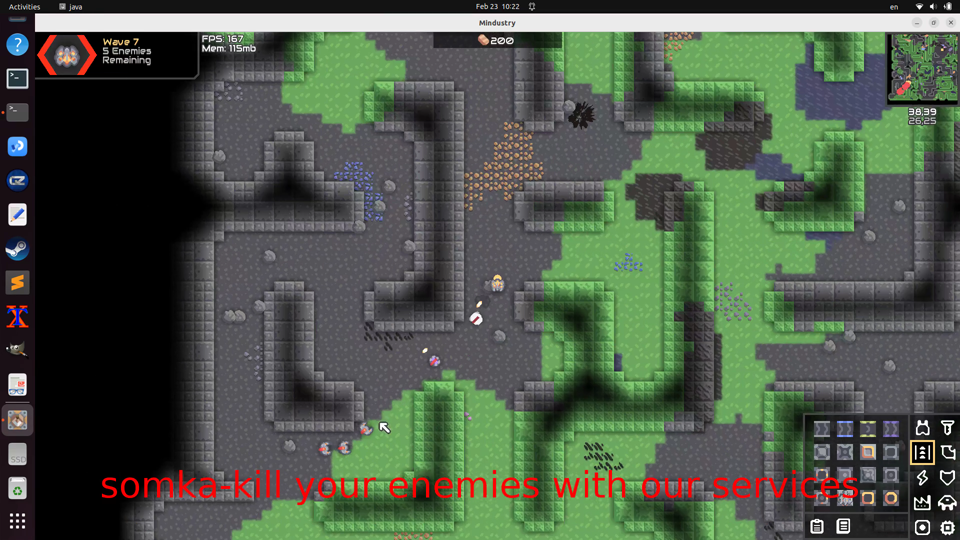 Activities
java
Feb 23 10:22
en
Mindustry
Wave 7
5 Enemies
Remaining
FPS: 167
Mem: 115mb
200
38,39
26:25
SSD
somka-kill your enemies with our services